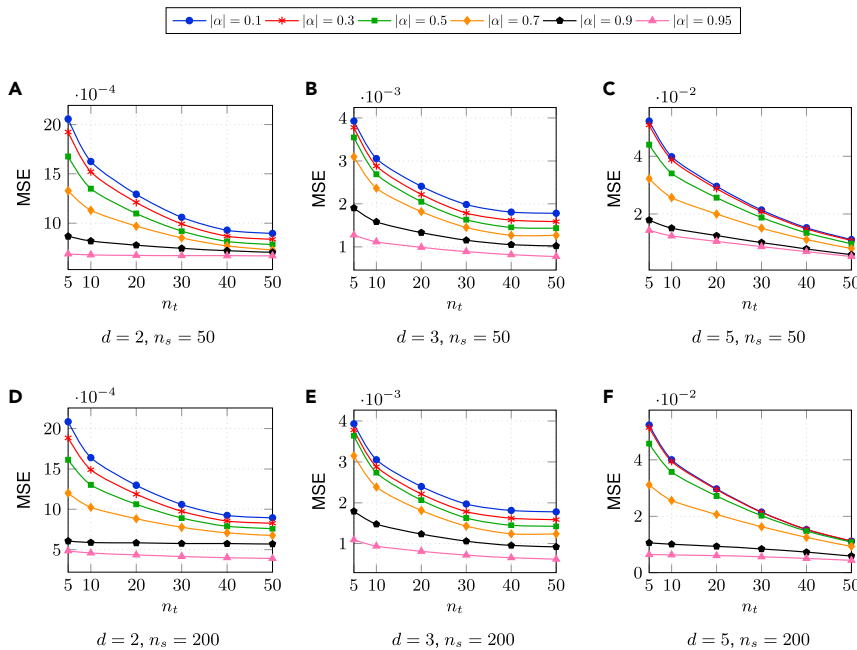 |α| = 0.1 |α| = 0.3 |α| = 0.5 |α| = 0.7 |α| = 0.9 |α| = 0.95
A
·10⁻⁴
20
10
MSE
5 10 20 30 40 50
n_t
d = 2, n_s = 50
B
·10⁻³
4
3
2
1
MSE
5 10 20 30 40 50
n_t
d = 3, n_s = 50
C
·10⁻²
4
2
MSE
5 10 20 30 40 50
n_t
d = 5, n_s = 50
D
·10⁻⁴
20
15
10
5
MSE
5 10 20 30 40 50
n_t
d = 2, n_s = 200
E
·10⁻³
4
3
2
1
MSE
5 10 20 30 40 50
n_t
d = 3, n_s = 200
F
·10⁻²
4
2
0
MSE
5 10 20 30 40 50
n_t
d = 5, n_s = 200